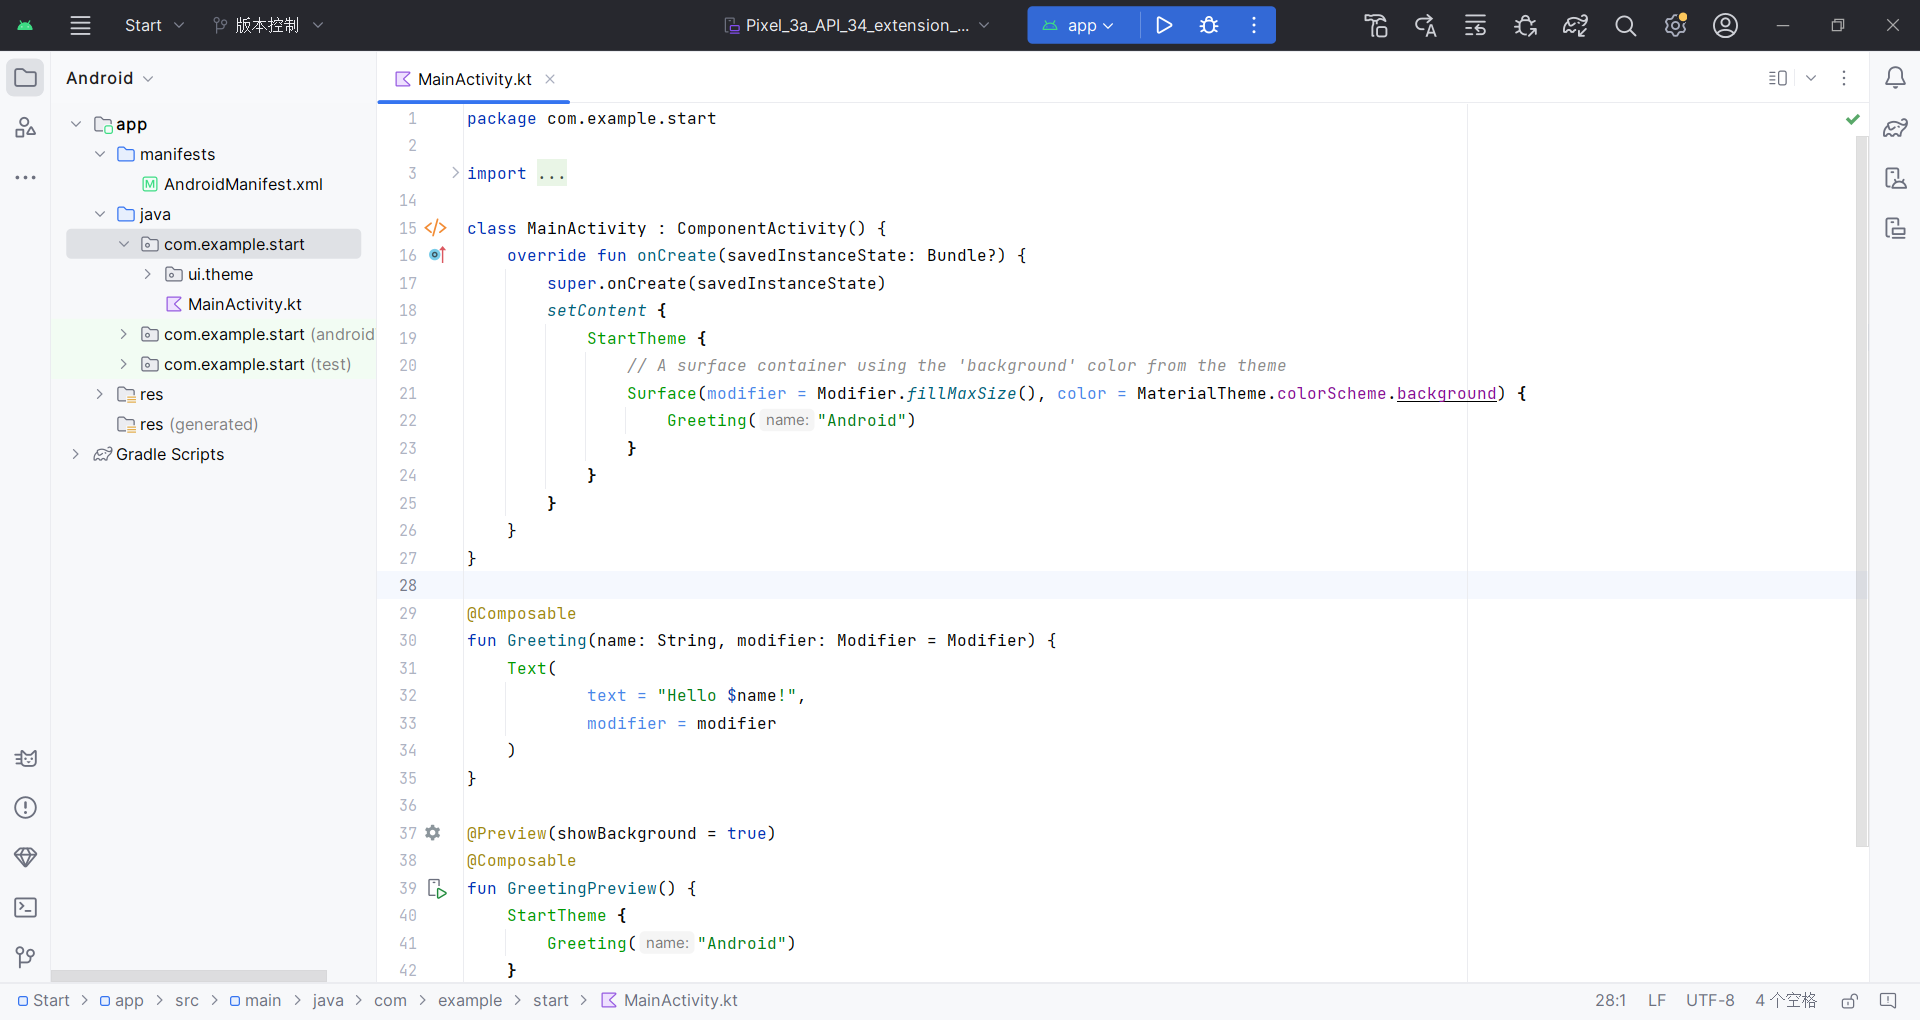 Start
版本控制
Pixel_3a_API_34_extension_...
app
Android
app
manifests
AndroidManifest.xml
java
com.example.start
ui.theme
MainActivity.kt
com.example.start (android
com.example.start (test)
res
res (generated)
Gradle Scripts
MainActivity.kt
1 package com.example.start
2
3 import ...
14
15 class MainActivity : ComponentActivity() {
16 override fun onCreate(savedInstanceState: Bundle?) {
17 super.onCreate(savedInstanceState)
18 setContent {
19 StartTheme {
20 // A surface container using the 'background' color from the theme
21 Surface(modifier = Modifier.fillMaxSize(), color = MaterialTheme.colorScheme.background) {
22 Greeting( name: "Android")
23 }
24 }
25 }
26 }
27 }
28
29 @Composable
30 fun Greeting(name: String, modifier: Modifier = Modifier) {
31 Text(
32 text = "Hello $name!",
33 modifier = modifier
34 )
35 }
36
37 @Preview(showBackground = true)
38 @Composable
39 fun GreetingPreview() {
40 StartTheme {
41 Greeting( name: "Android")
42 }
Start > app > src > main > java > com > example > start > MainActivity.kt
28:1 LF UTF-8 4 个空格